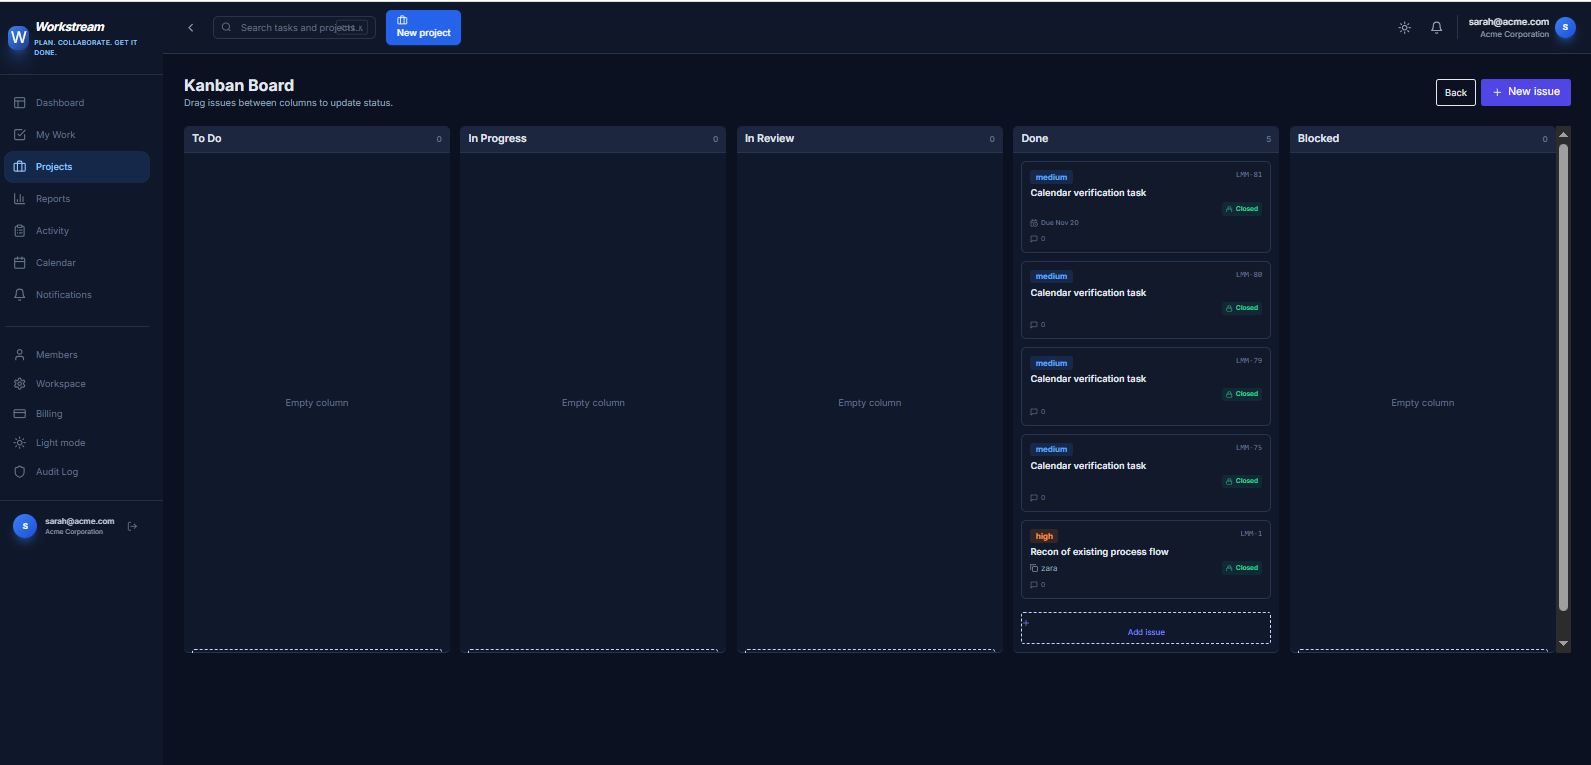 W
Workstream
PLAN. COLLABORATE. GET IT
DONE.
Dashboard
My Work
Projects
Reports
Activity
Calendar
Notifications
Members
Workspace
Billing
Light mode
Audit Log
S
sarah@acme.com
Acme Corporation
Search tasks and projects...
New project
sarah@acme.com
Acme Corporation
S
Kanban Board
Drag issues between columns to update status.
Back
+ New issue
To Do 0
Empty column
In Progress 0
Empty column
In Review 0
Empty column
Done 5
medium LMM-81
Calendar verification task
Closed
Due Nov 20
0
medium LMM-80
Calendar verification task
Closed
0
medium LMM-79
Calendar verification task
Closed
0
medium LMM-75
Calendar verification task
Closed
0
high LMM-1
Recon of existing process flow
zara Closed
0
+
Add issue
Blocked 0
Empty column